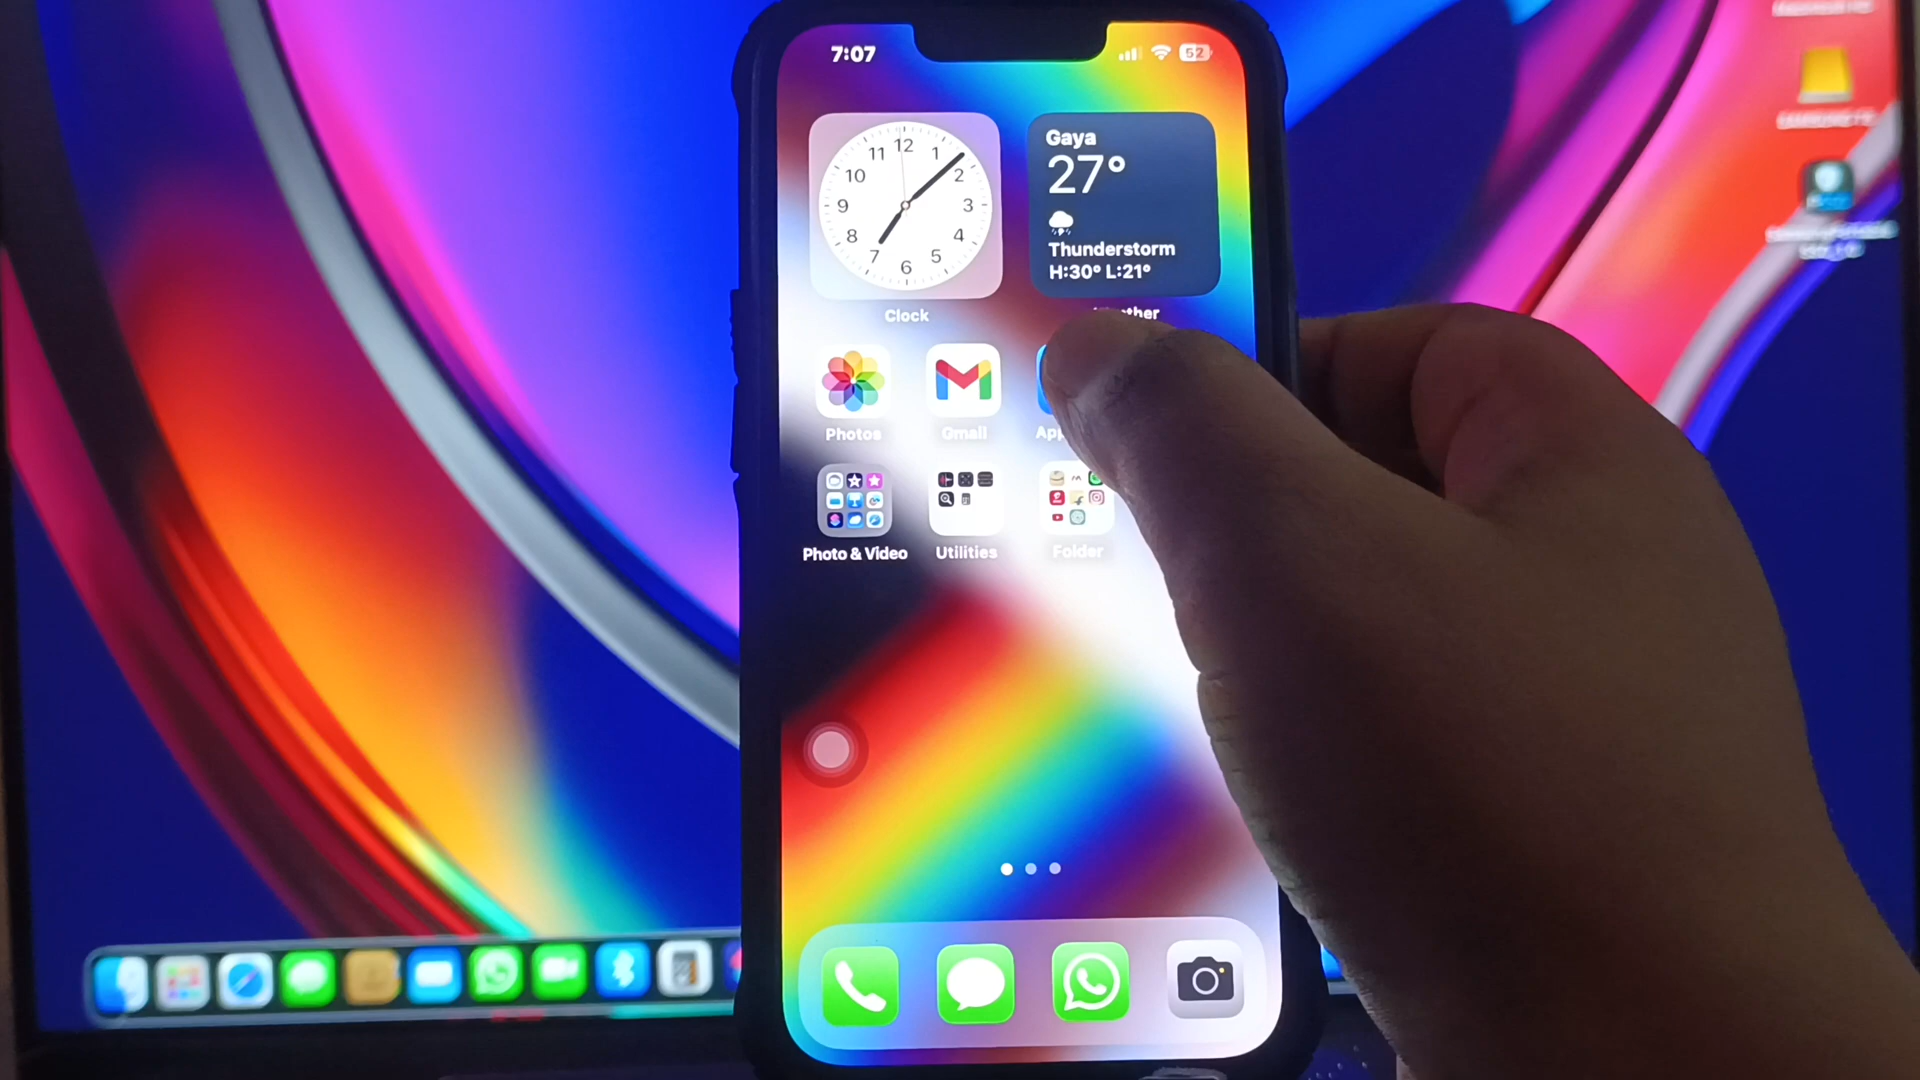 7:07
52
12
1
2
3
4
5
6
7
8
9
10
11
Gaya
27°
Thunderstorm
H:30° L:21°
Clock
Photos
Gmail
Photo & Video
Utilities
Folder